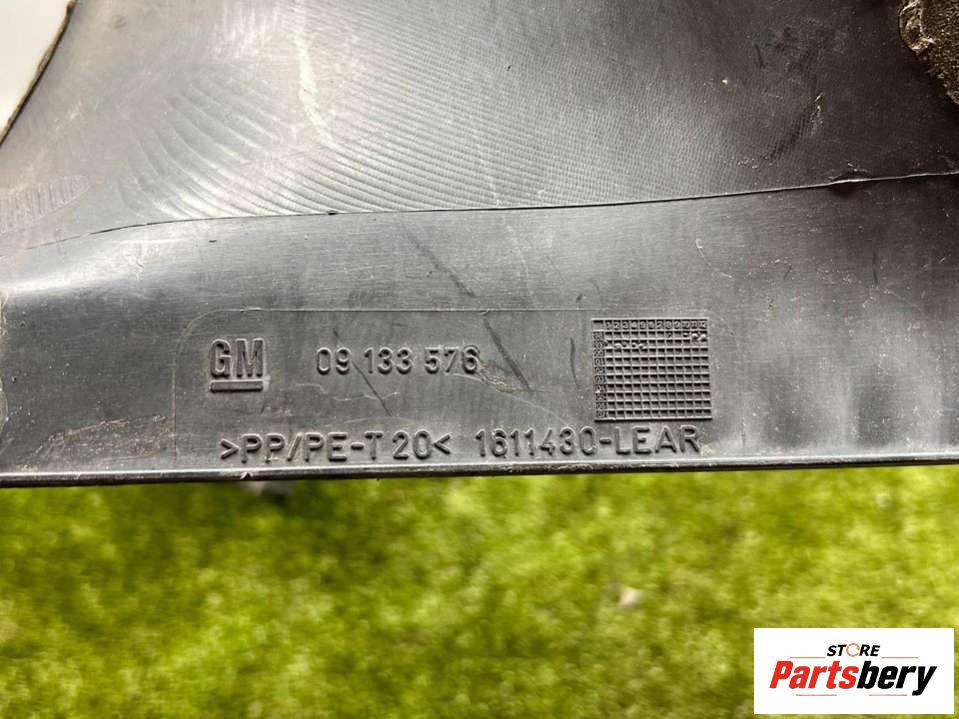 GM 09 133 576
>PP/PE-T 20< 1611430-LEAR
STORE
Partsbery